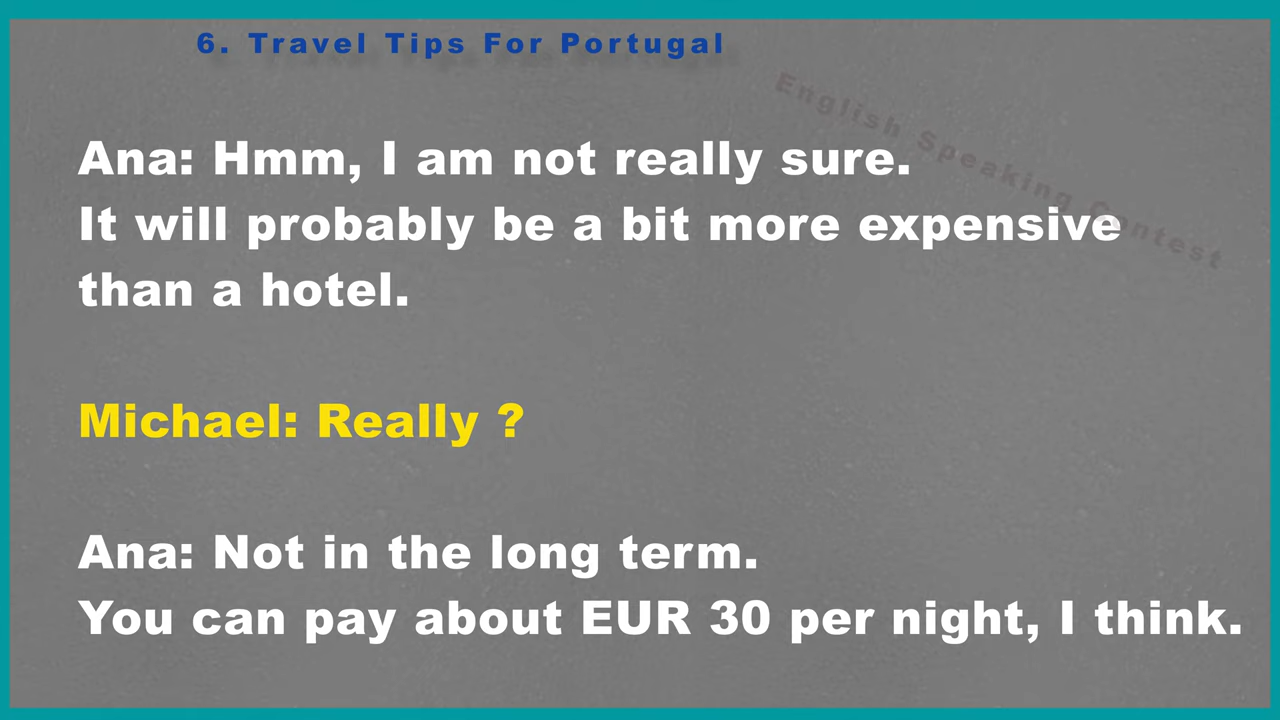 6. Travel Tips For Portugal
English Speaking Contest
Ana: Hmm, I am not really sure.
It will probably be a bit more expensive
than a hotel.
Michael: Really ?
Ana: Not in the long term.
You can pay about EUR 30 per night, I think.